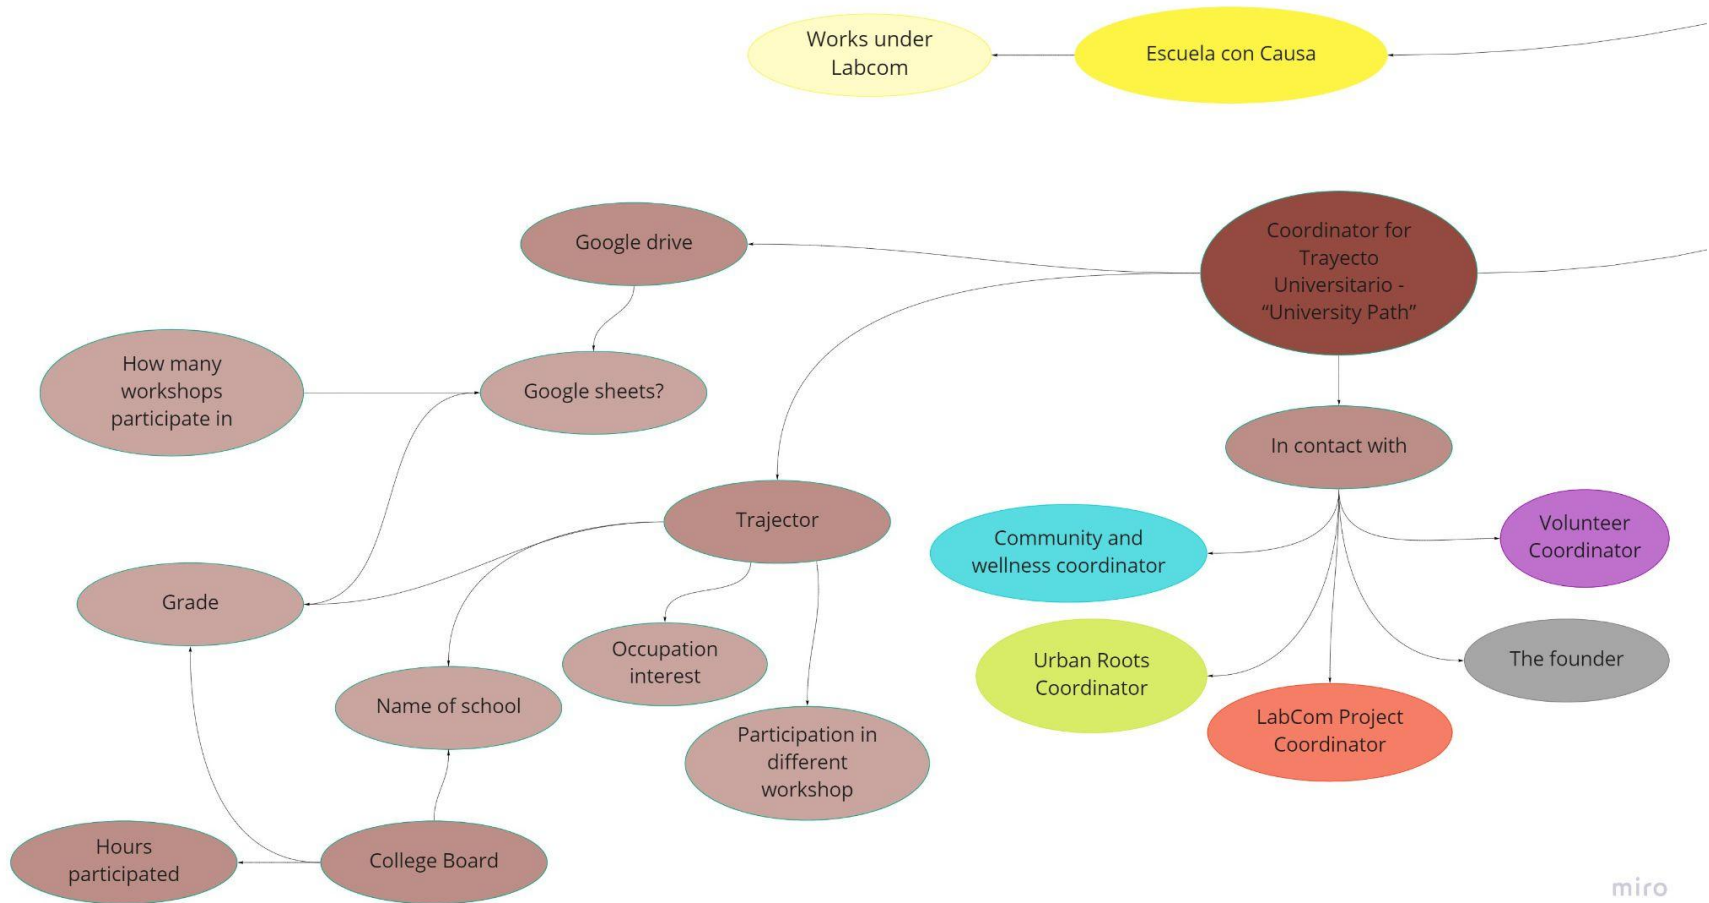 Works under
Labcom
Escuela con Causa
Google drive
Coordinator for
Trayecto
Universitario -
“University Path”
How many
workshops
participate in
Google sheets?
In contact with
Trajector
Community and
wellness coordinator
Volunteer
Coordinator
Grade
Occupation
interest
Urban Roots
Coordinator
The founder
Name of school
Participation in
different
workshop
LabCom Project
Coordinator
Hours
participated
College Board
miro